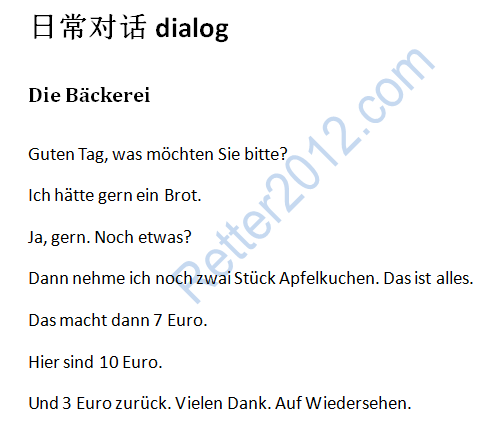 日常对话 dialog
Die Bäckerei
Guten Tag, was möchten Sie bitte?
Ich hätte gern ein Brot.
Ja, gern. Noch etwas?
Dann nehme ich noch zwai Stück Apfelkuchen. Das ist alles.
Das macht dann 7 Euro.
Hier sind 10 Euro.
Und 3 Euro zurück. Vielen Dank. Auf Wiedersehen.
Retter2012.com